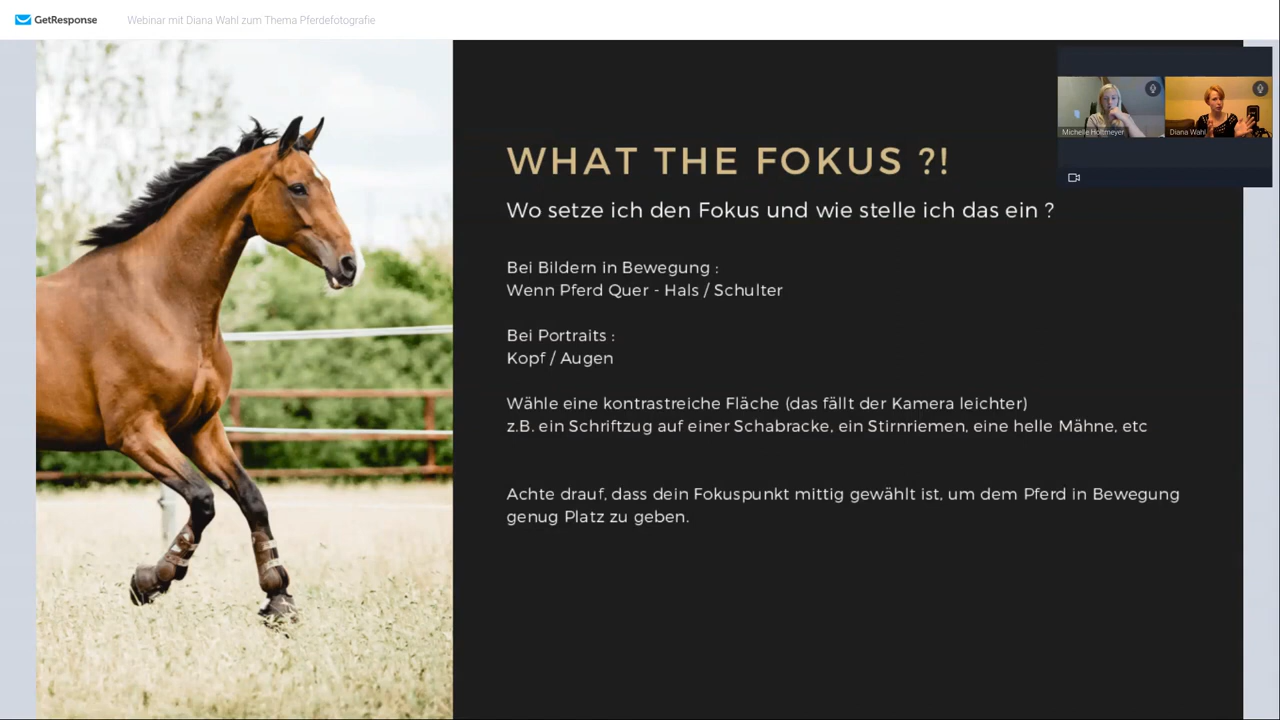 GetResponse
Webinar mit Diana Wahl zum Thema Pferdefotografie
WHAT THE FOKUS ?!
Wo setze ich den Fokus und wie stelle ich das ein ?
Bei Bildern in Bewegung :
Wenn Pferd Quer - Hals / Schulter
Bei Portraits :
Kopf / Augen
Wähle eine kontrastreiche Fläche (das fällt der Kamera leichter)
z.B. ein Schriftzug auf einer Schabracke, ein Stirnriemen, eine helle Mähne, etc
Achte drauf, dass dein Fokuspunkt mittig gewählt ist, um dem Pferd in Bewegung
genug Platz zu geben.
Michelle Holtmeyer
Diana Wahl